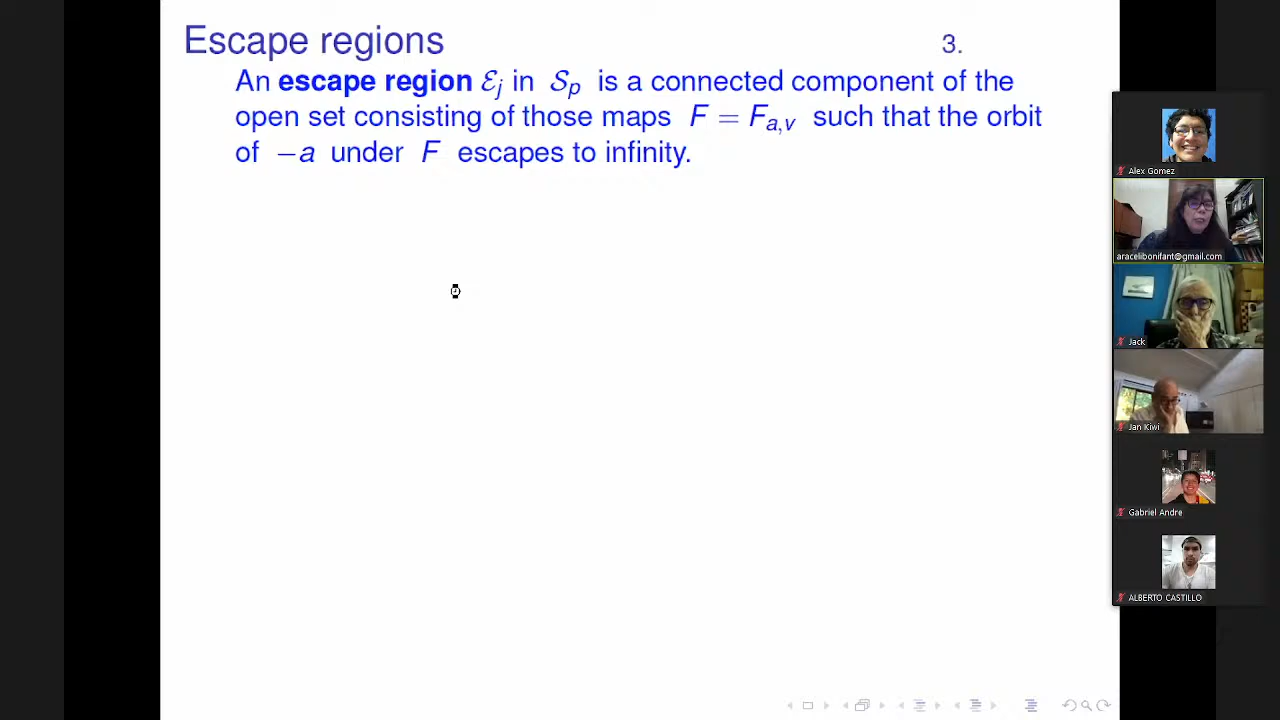 Escape regions 3.
An escape region ℰj in 𝒮p is a connected component of the
open set consisting of those maps F = Fa,v such that the orbit
of −a under F escapes to infinity.
Alex Gomez
aracelibonifant@gmail.com
Jack
Jan Kiwi
Gabriel Andre
ALBERTO CASTILLO